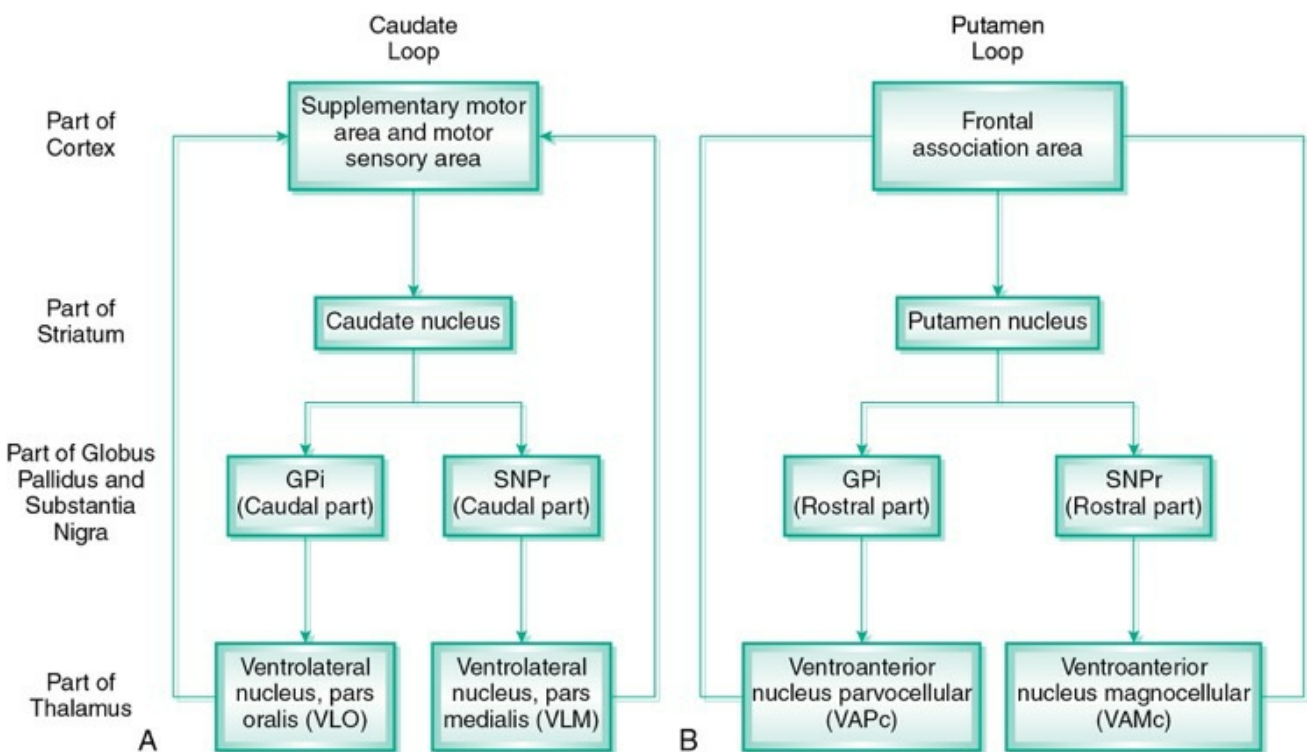 Caudate
Loop
Putamen
Loop
Part of
Cortex
Supplementary motor
area and motor
sensory area
Frontal
association area
Part of
Striatum
Caudate nucleus
Putamen nucleus
Part of Globus
Pallidus and
Substantia
Nigra
GPi
(Caudal part)
SNPr
(Caudal part)
GPi
(Rostral part)
SNPr
(Rostral part)
Part of
Thalamus
Ventrolateral
nucleus, pars
oralis (VLO)
Ventrolateral
nucleus, pars
medialis (VLM)
Ventroanterior
nucleus parvocellular
(VAPc)
Ventroanterior
nucleus magnocellular
(VAMc)
A
B